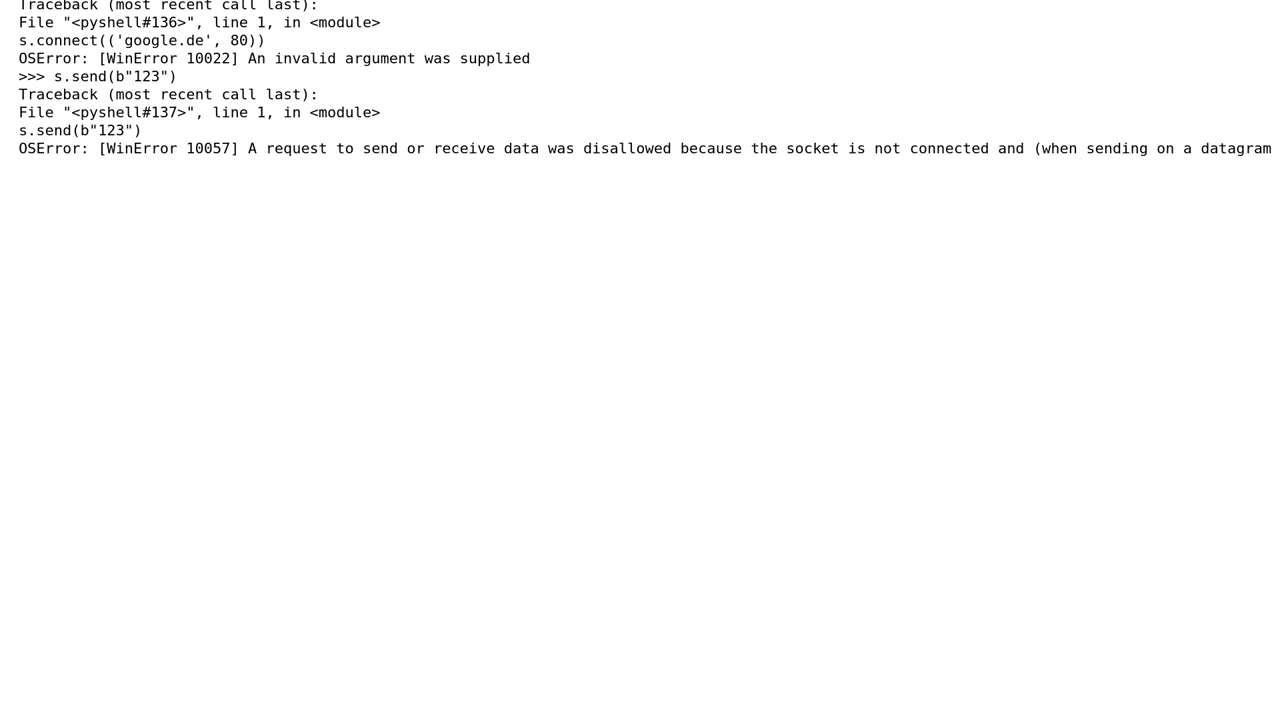 Traceback (most recent call last):
File "<pyshell#136>", line 1, in <module>
s.connect(('google.de', 80))
OSError: [WinError 10022] An invalid argument was supplied
>>> s.send(b"123")
Traceback (most recent call last):
File "<pyshell#137>", line 1, in <module>
s.send(b"123")
OSError: [WinError 10057] A request to send or receive data was disallowed because the socket is not connected and (when sending on a datagram